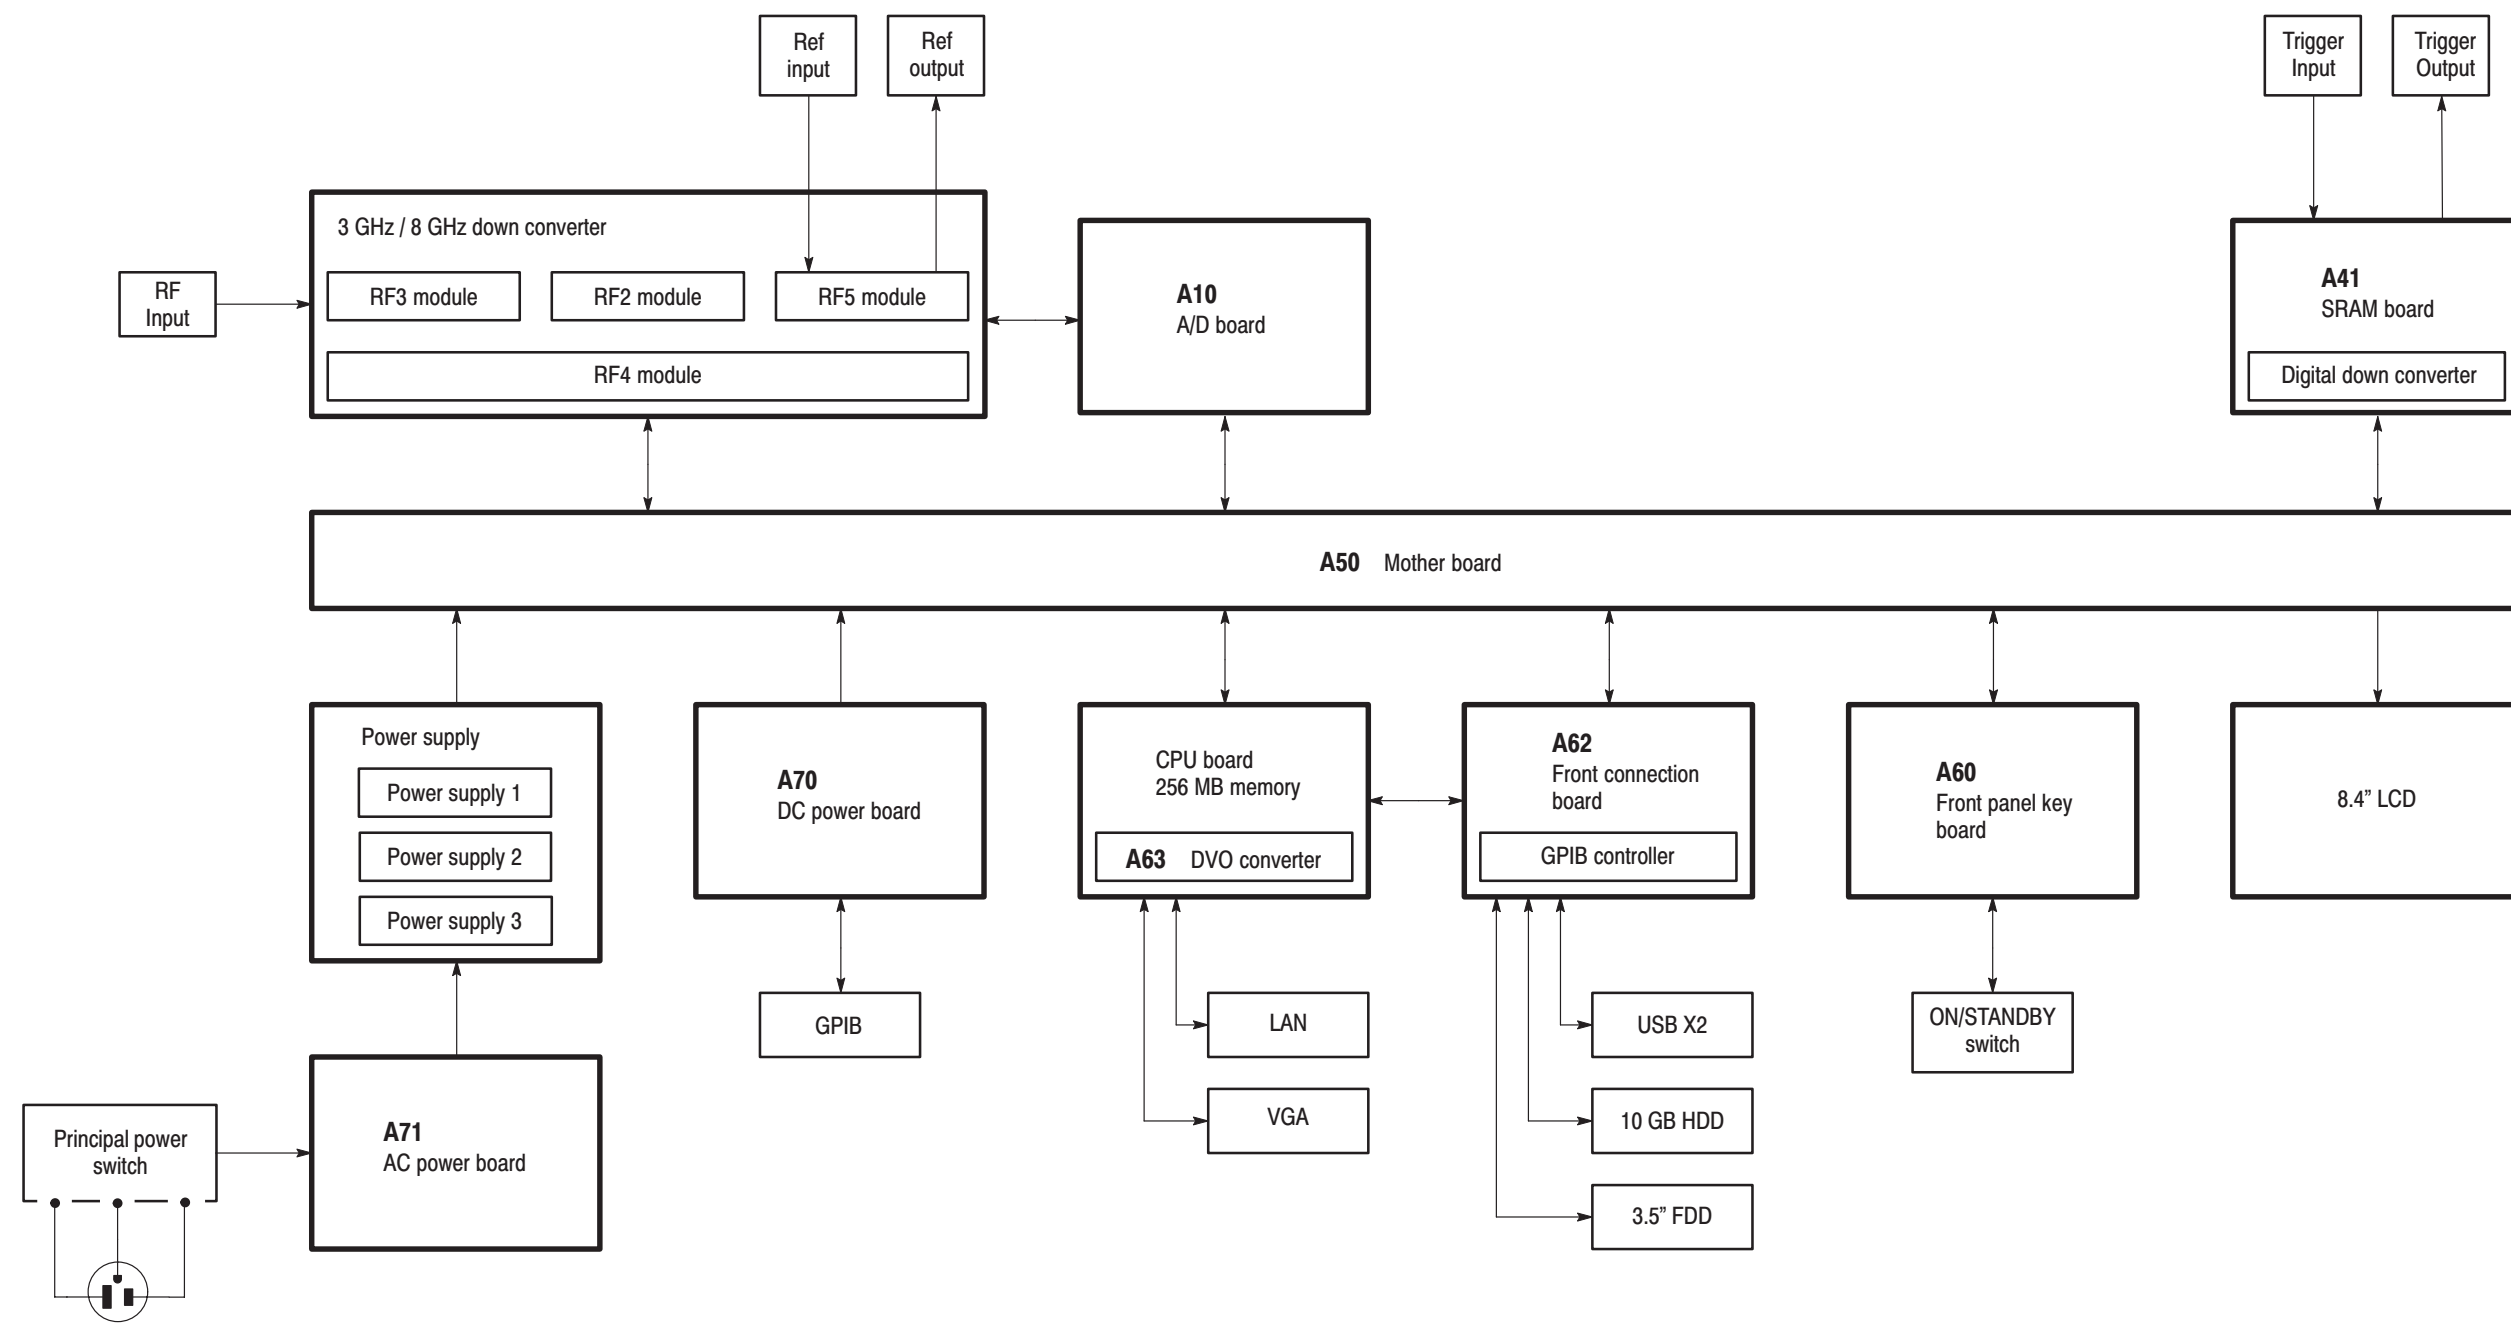 Ref
input
Ref
output
Trigger
Input
Trigger
Output
3 GHz / 8 GHz down converter
RF
Input
RF3 module
RF2 module
RF5 module
RF4 module
A10
A/D board
A41
SRAM board
Digital down converter
A50 Mother board
Power supply
Power supply 1
Power supply 2
Power supply 3
A70
DC power board
CPU board
256 MB memory
A63 DVO converter
A62
Front connection
board
GPIB controller
A60
Front panel key
board
8.4” LCD
GPIB
LAN
VGA
USB X2
10 GB HDD
3.5” FDD
ON/STANDBY
switch
Principal power
switch
A71
AC power board